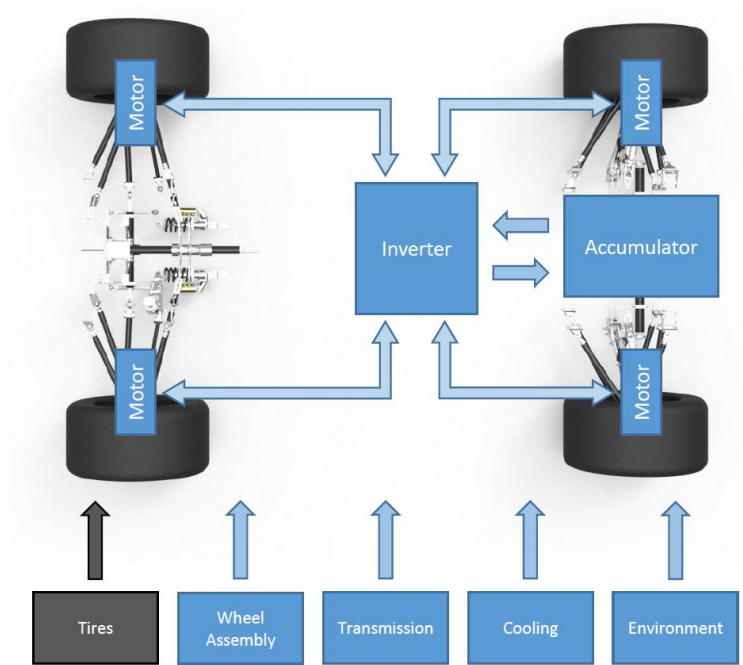 Motor
Motor
Inverter
Accumulator
Motor
Motor
Tires
Wheel
Assembly
Transmission
Cooling
Environment